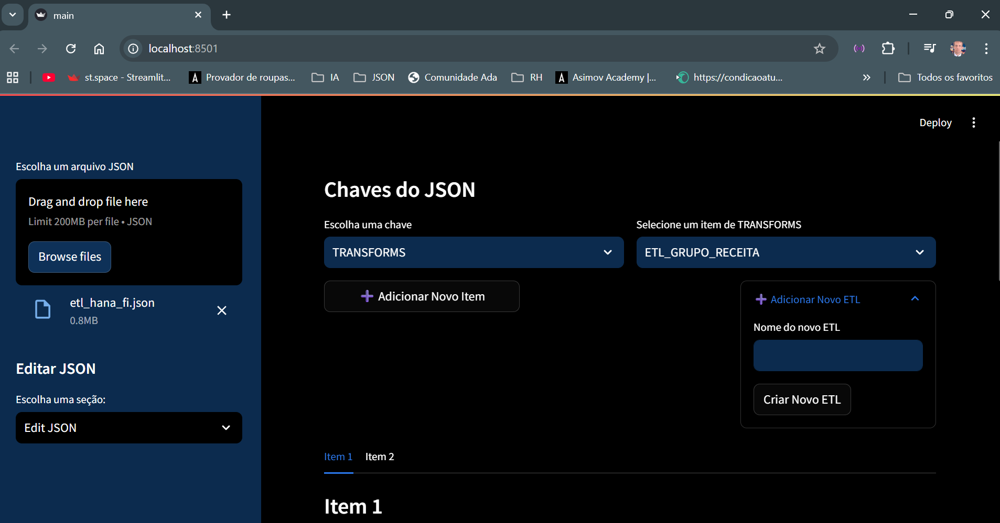 main
localhost:8501
st.space - Streamlit...
Provador de roupas...
IA
JSON
Comunidade Ada
RH
Asimov Academy |...
https://condicaoatu...
Todos os favoritos
Deploy
Escolha um arquivo JSON
Drag and drop file here
Limit 200MB per file • JSON
Browse files
etl_hana_fi.json
0.8MB
Editar JSON
Escolha uma seção:
Edit JSON
Chaves do JSON
Escolha uma chave
TRANSFORMS
Selecione um item de TRANSFORMS
ETL_GRUPO_RECEITA
Adicionar Novo Item
Adicionar Novo ETL
Nome do novo ETL
Criar Novo ETL
Item 1
Item 2
Item 1